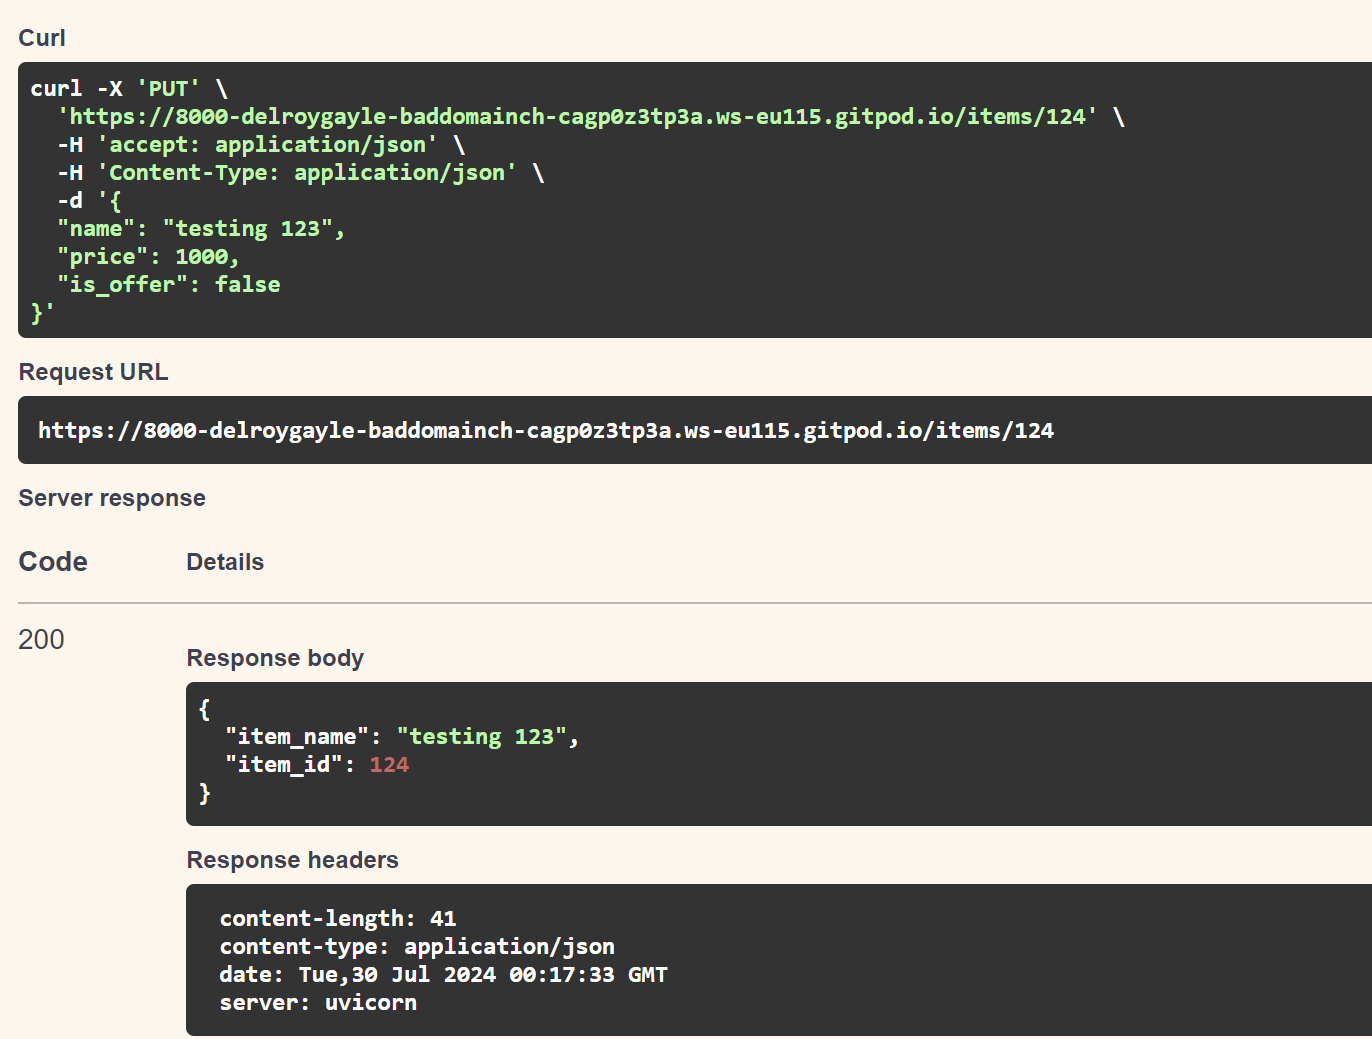 Curl
curl -X 'PUT' \
  'https://8000-delroygayle-baddomainch-cagp0z3tp3a.ws-eu115.gitpod.io/items/124' \
  -H 'accept: application/json' \
  -H 'Content-Type: application/json' \
  -d '{
  "name": "testing 123",
  "price": 1000,
  "is_offer": false
}'
Request URL
https://8000-delroygayle-baddomainch-cagp0z3tp3a.ws-eu115.gitpod.io/items/124
Server response
Code Details
200
Response body
{
  "item_name": "testing 123",
  "item_id": 124
}
Response headers
content-length: 41
content-type: application/json
date: Tue,30 Jul 2024 00:17:33 GMT
server: uvicorn